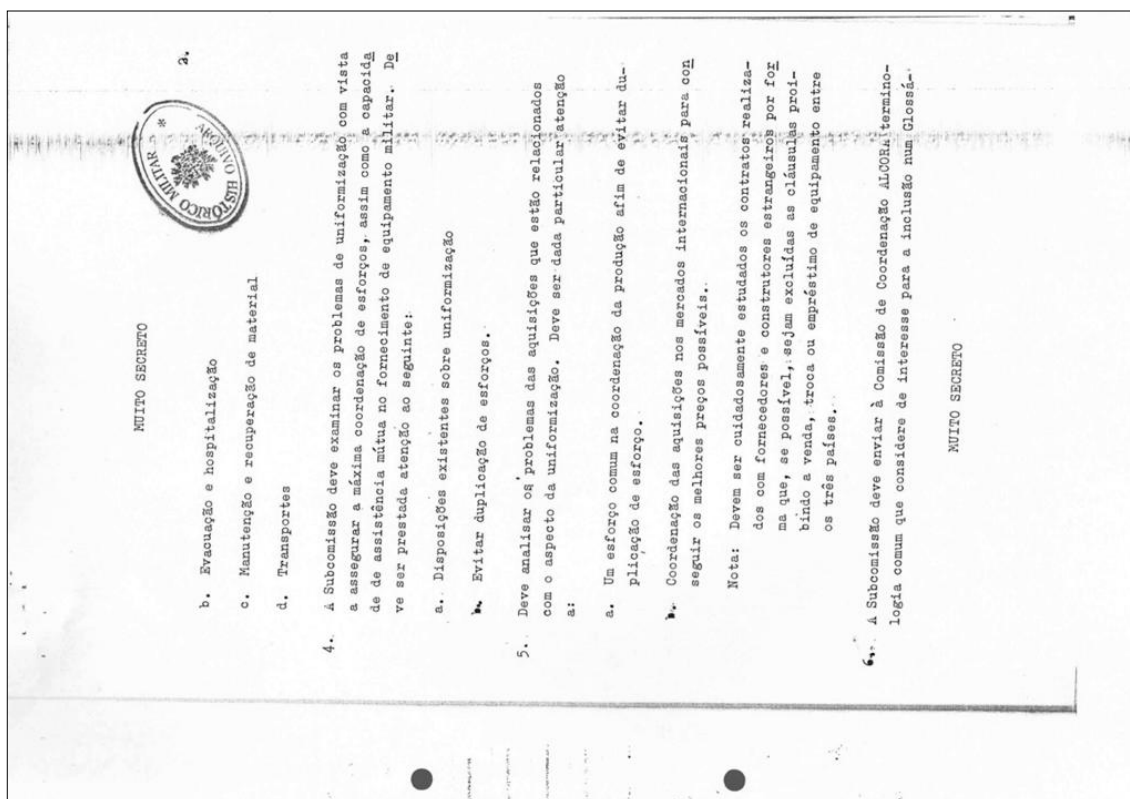 MUITO SECRETO
2.
ARQUIVO HISTÓRICO MILITAR *
b. Evacuação e hospitalização
c. Manutenção e recuperação de material
d. Transportes
4. A Subcomissão deve examinar os problemas de uniformização com vista
a assegurar a máxima coordenação de esforços, assim como a capacida
de de assistência mútua no fornecimento de equipamento militar. De
ve ser prestada atenção ao seguinte:
a. Disposições existentes sobre uniformização
b. Evitar duplicação de esforços.
5. Deve analisar os problemas das aquisições que estão relacionados
com o aspecto da uniformização. Deve ser dada particular atenção
a:
a. Um esforço comum na coordenação da produção afim de evitar du-
plicação de esforço.
b. Coordenação das aquisições nos mercados internacionais para con
seguir os melhores preços possíveis.
Nota: Devem ser cuidadosamente estudados os contratos realiza-
dos com fornecedores e construtores estrangeiros por for
ma que, se possível, sejam excluídas as cláusulas proi-
bindo a venda, troca ou empréstimo de equipamento entre
os três países.
6. A Subcomissão deve enviar à Comissão de Coordenação ALCORA termino-
logia comum que considere de interesse para a inclusão num Glossá-
MUITO SECRETO